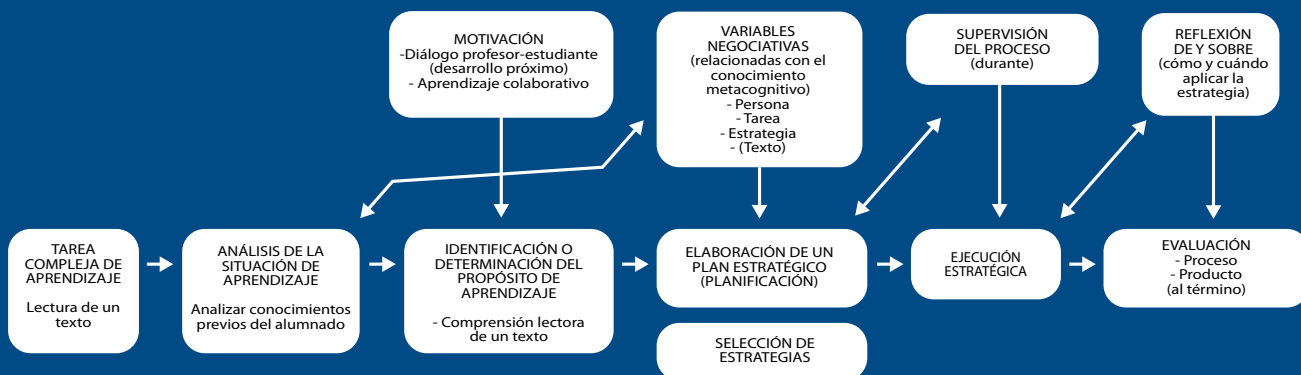 MOTIVACIÓN
-Diálogo profesor-estudiante
(desarrollo próximo)
- Aprendizaje colaborativo
VARIABLES
NEGOCIATIVAS
(relacionadas con el
conocimiento
metacognitivo)
- Persona
- Tarea
- Estrategia
- (Texto)
SUPERVISIÓN
DEL PROCESO
(durante)
REFLEXIÓN
DE Y SOBRE
(cómo y cuándo
aplicar la
estrategia)
TAREA
COMPLEJA DE
APRENDIZAJE
Lectura de un
texto
ANÁLISIS DE LA
SITUACIÓN DE
APRENDIZAJE
Analizar conocimientos
previos del alumnado
IDENTIFICACIÓN O
DETERMINACIÓN DEL
PROPÓSITO DE
APRENDIZAJE
- Comprensión lectora
de un texto
ELABORACIÓN DE UN
PLAN ESTRATÉGICO
(PLANIFICACIÓN)
SELECCIÓN DE
ESTRATEGIAS
EJECUCIÓN
ESTRATÉGICA
EVALUACIÓN
- Proceso
- Producto
(al término)